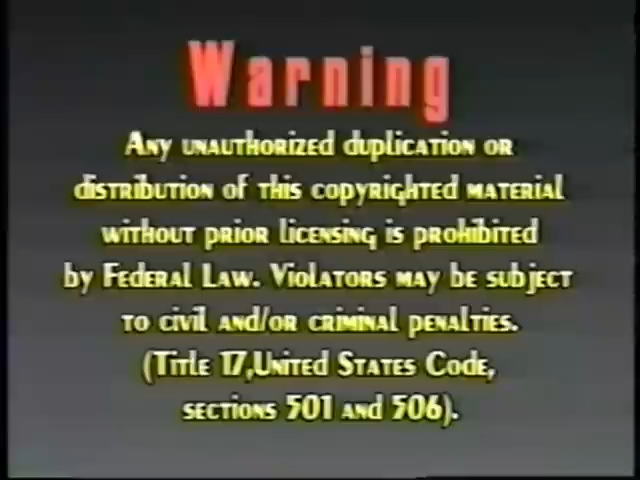 Warning
Any unauthorized duplication or
distribution of this copyrighted material
without prior licensing is prohibited
by Federal Law. Violators may be subject
to civil and/or criminal penalties.
(Title 17,United States Code,
sections 501 and 506).